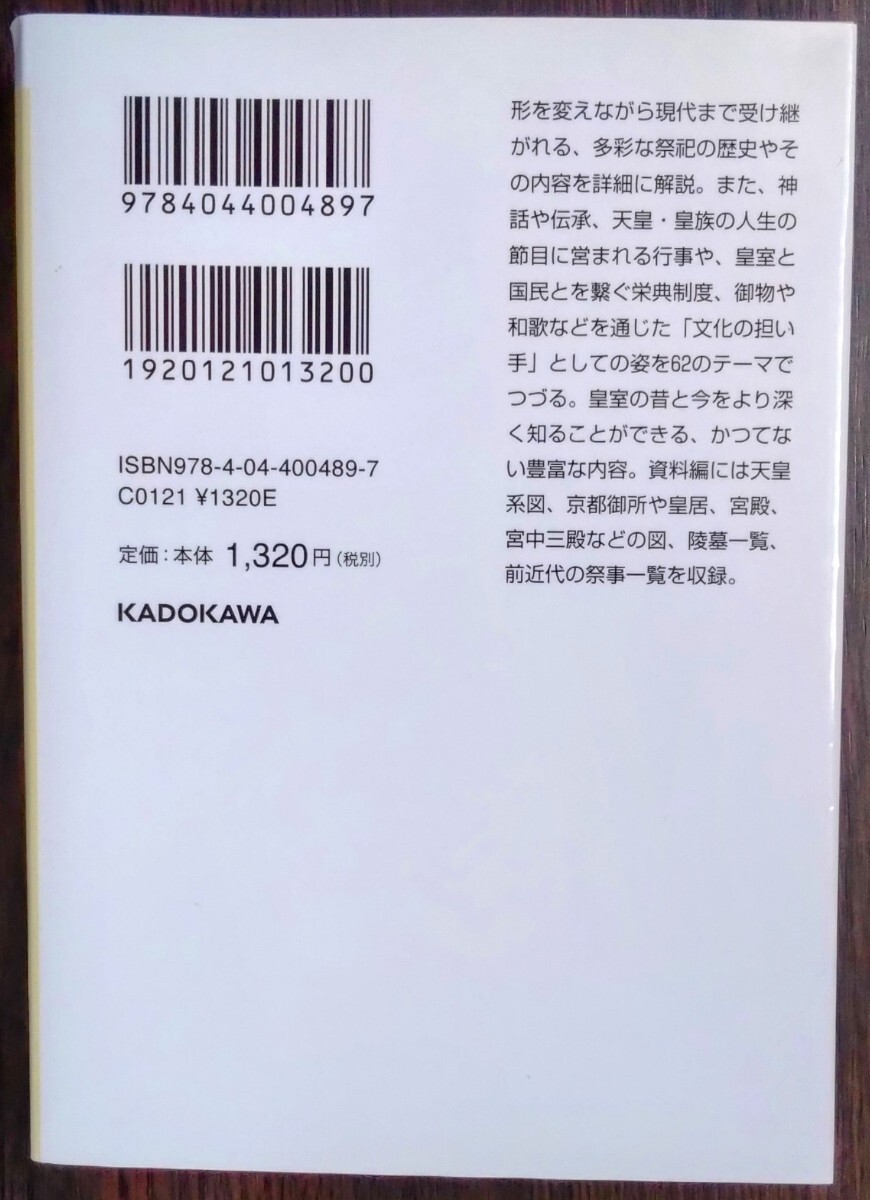 9784044004897
1920121013200
ISBN978-4-04-400489-7
C0121 ¥1320E
定価：本体 1,320円（税別）
KADOKAWA
形を変えながら現代まで受け継
がれる、多彩な祭祀の歴史やそ
の内容を詳細に解説。また、神
話や伝承、天皇・皇族の人生の
節目に営まれる行事や、皇室と
国民とを繋ぐ栄典制度、御物や
和歌などを通じた「文化の担い
手」としての姿を62のテーマで
つづる。皇室の昔と今をより深
く知ることができる、かつてな
い豊富な内容。資料編には天皇
系図、京都御所や皇居、宮殿、
宮中三殿などの図、陵墓一覧、
前近代の祭事一覧を収録。